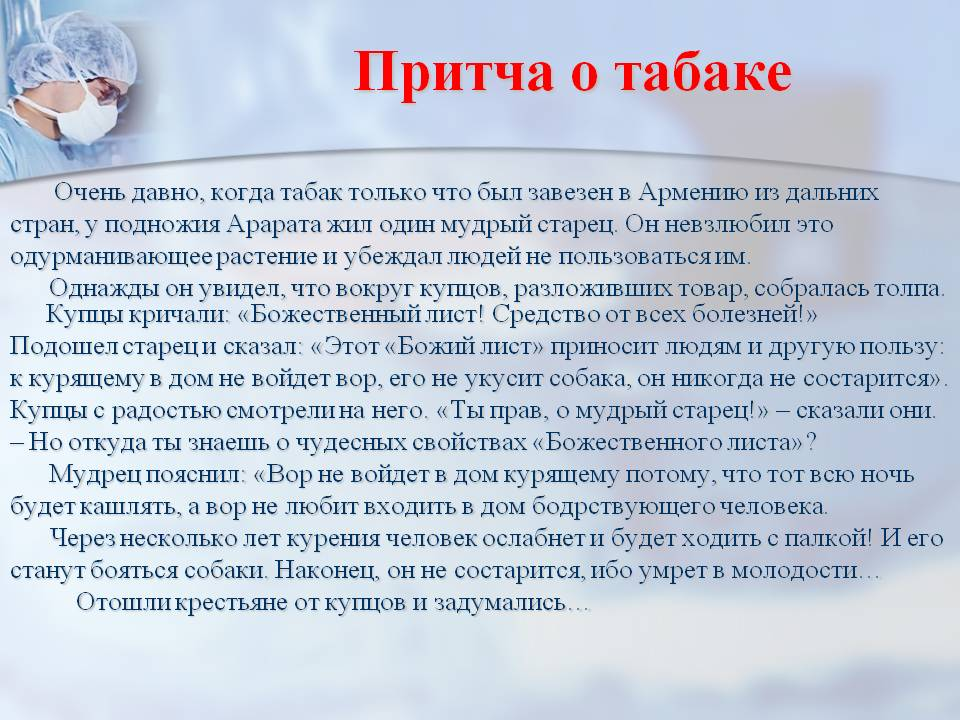 Притча о табаке
Очень давно, когда табак только что был завезен в Армению из дальних
стран, у подножия Арарата жил один мудрый старец. Он невзлюбил это
одурманивающее растение и убеждал людей не пользоваться им.
Однажды он увидел, что вокруг купцов, разложивших товар, собралась толпа.
Купцы кричали: «Божественный лист! Средство от всех болезней!»
Подошел старец и сказал: «Этот «Божий лист» приносит людям и другую пользу:
к курящему в дом не войдет вор, его не укусит собака, он никогда не состарится».
Купцы с радостью смотрели на него. «Ты прав, о мудрый старец!» – сказали они.
– Но откуда ты знаешь о чудесных свойствах «Божественного листа»?
Мудрец пояснил: «Вор не войдет в дом курящему потому, что тот всю ночь
будет кашлять, а вор не любит входить в дом бодрствующего человека.
Через несколько лет курения человек ослабнет и будет ходить с палкой! И его
станут бояться собаки. Наконец, он не состарится, ибо умрет в молодости…
Отошли крестьяне от купцов и задумались…